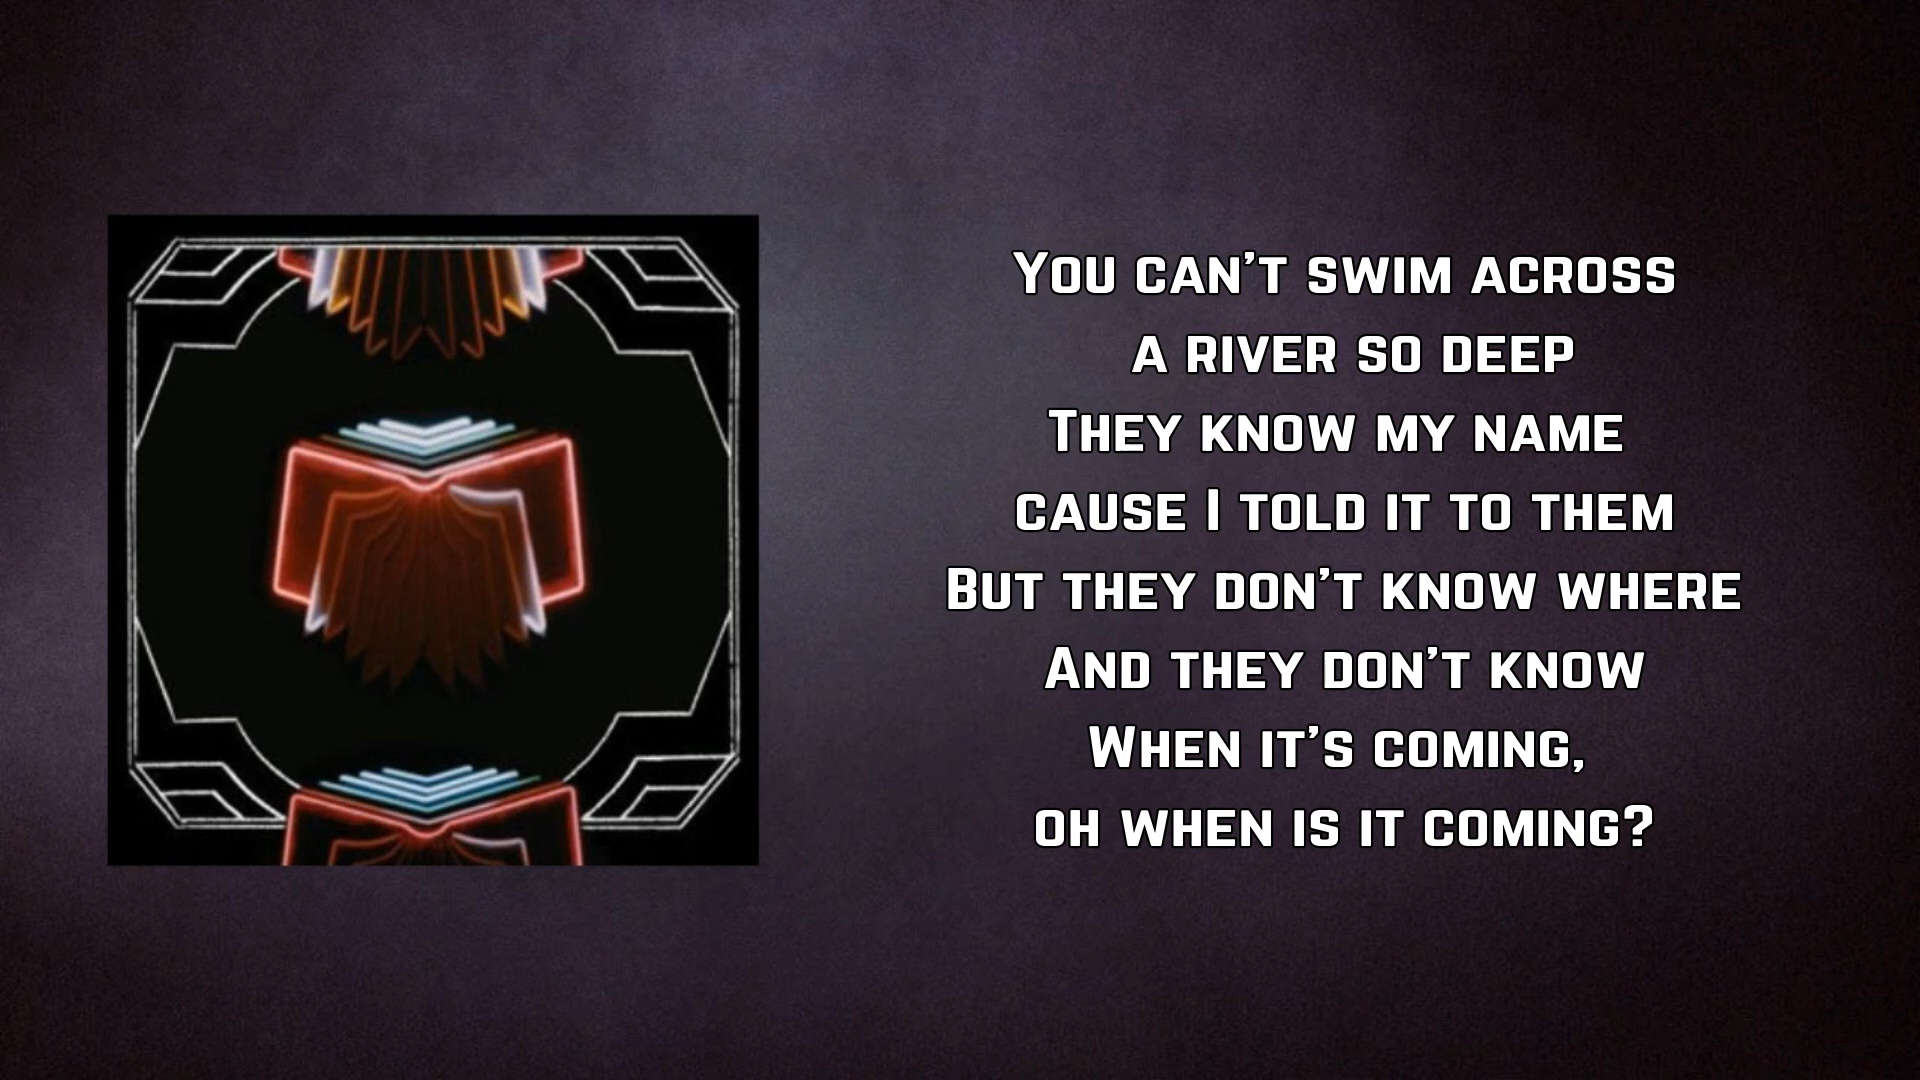 You can't swim across
a river so deep
They know my name
cause I told it to them
But they don't know where
And they don't know
When it's coming,
oh when is it coming?